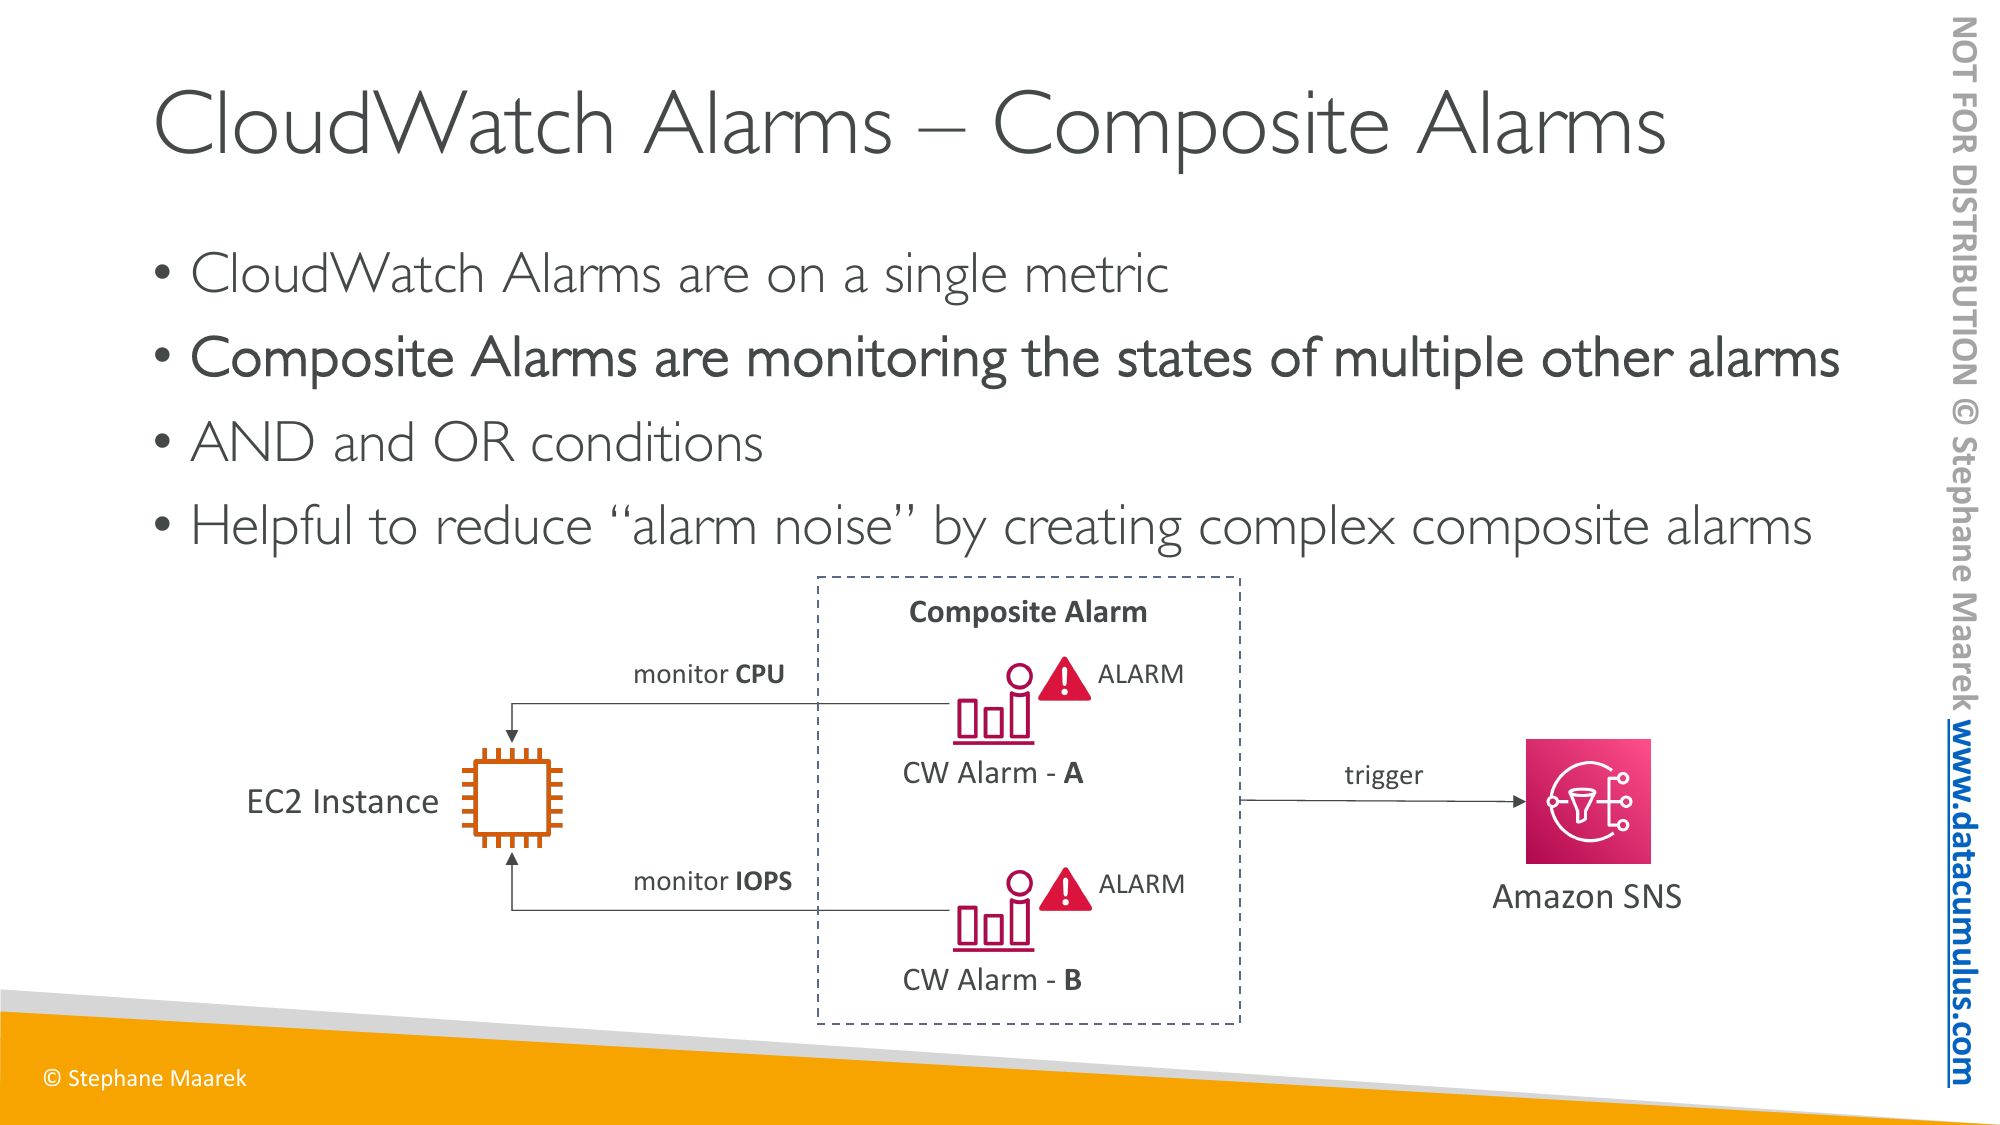 CloudWatch Alarms – Composite Alarms
• CloudWatch Alarms are on a single metric
• Composite Alarms are monitoring the states of multiple other alarms
• AND and OR conditions
• Helpful to reduce “alarm noise” by creating complex composite alarms
Composite Alarm
monitor CPU
ALARM
CW Alarm - A
EC2 Instance
trigger
monitor IOPS
ALARM
Amazon SNS
CW Alarm - B
© Stephane Maarek
NOT FOR DISTRIBUTION © Stephane Maarek www.datacumulus.com